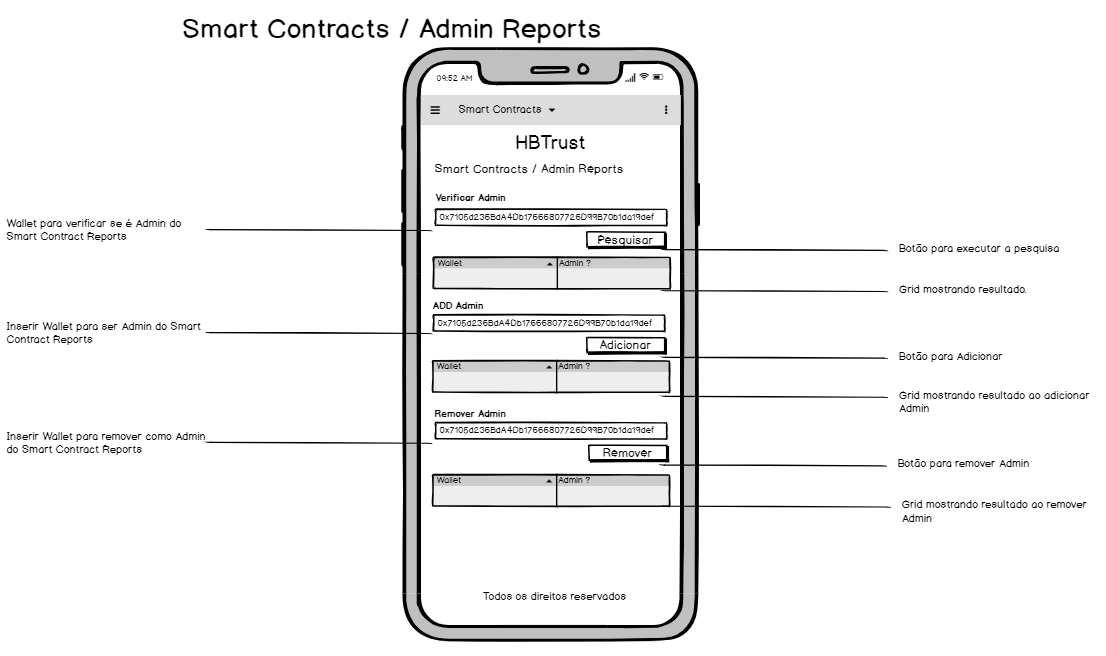 Smart Contracts / Admin Reports
09:52 AM
Smart Contracts
HBTrust
Smart Contracts / Admin Reports
Verificar Admin
0x7105d236BdA4Db17666807726D99B70b1da19def
Pesquisar
Wallet
Admin ?
ADD Admin
0x7105d236BdA4Db17666807726D99B70b1da19def
Adicionar
Wallet
Admin ?
Remover Admin
0x7105d236BdA4Db17666807726D99B70b1da19def
Remover
Wallet
Admin ?
Todos os direitos reservados
Wallet para verificar se é Admin do
Smart Contract Reports
Inserir Wallet para ser Admin do Smart
Contract Reports
Inserir Wallet para remover como Admin
do Smart Contract Reports
Botão para executar a pesquisa
Grid mostrando resultado.
Botão para Adicionar
Grid mostrando resultado ao adicionar
Admin
Botão para remover Admin
Grid mostrando resultado ao remover
Admin